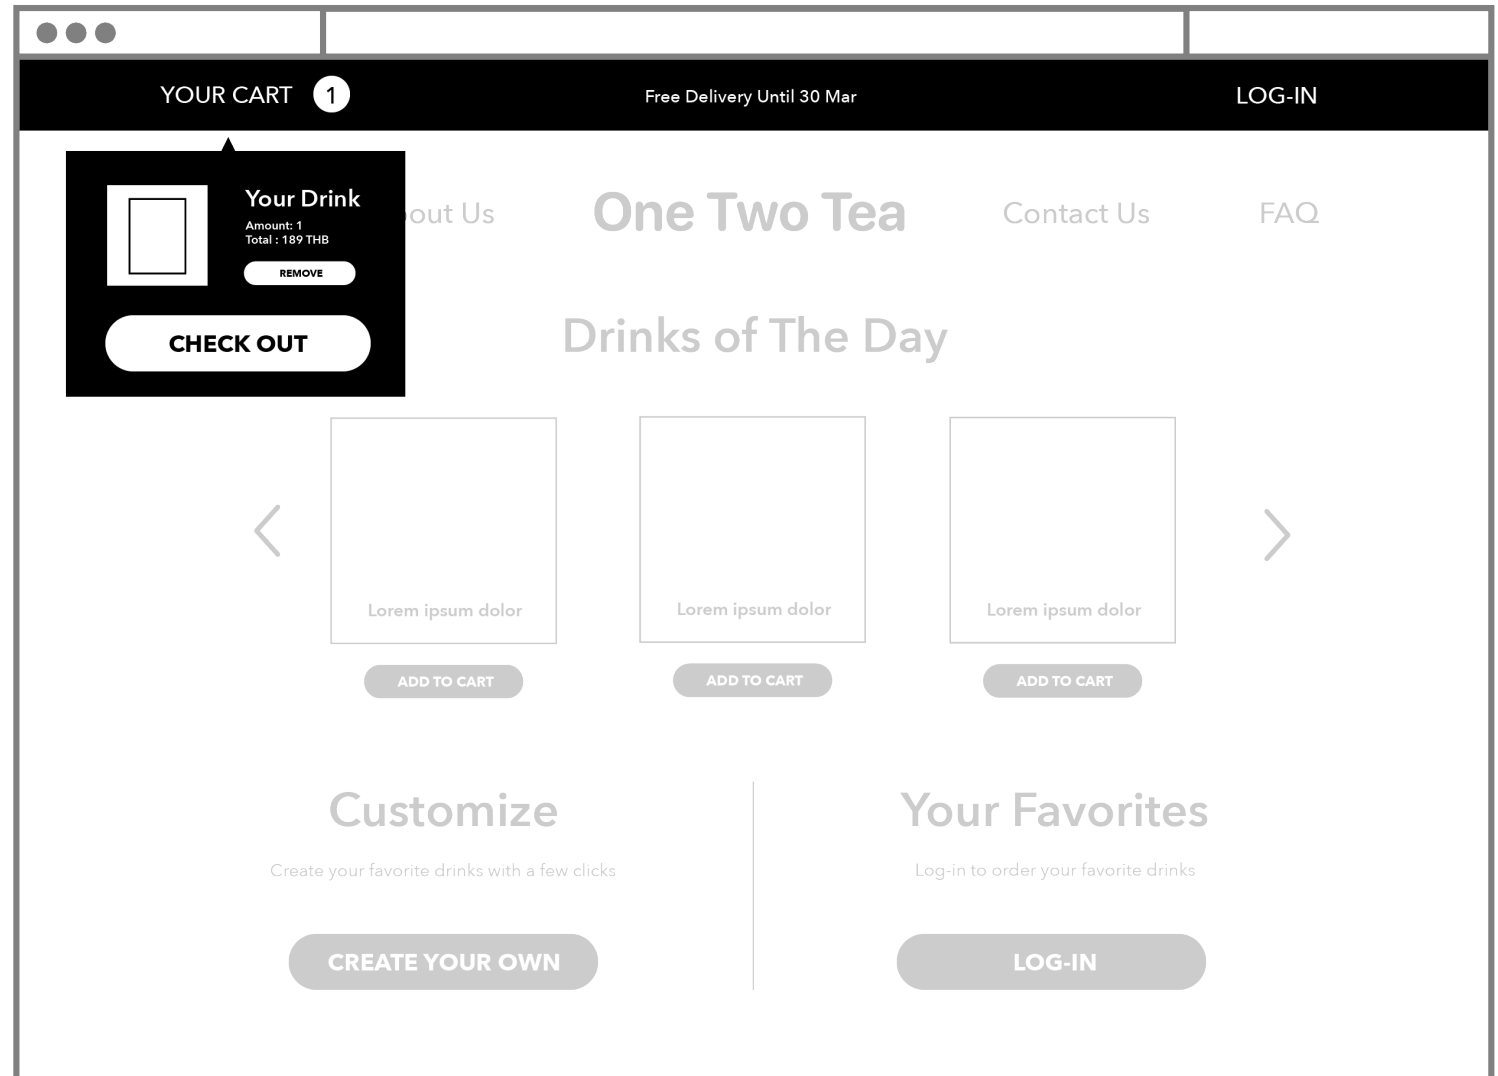 YOUR CART 1
Free Delivery Until 30 Mar
LOG-IN
Your Drink
Amount: 1
Total : 189 THB
REMOVE
CHECK OUT
out Us
One Two Tea
Contact Us
FAQ
Drinks of The Day
Lorem ipsum dolor
Lorem ipsum dolor
Lorem ipsum dolor
ADD TO CART
ADD TO CART
ADD TO CART
Customize
Create your favorite drinks with a few clicks
CREATE YOUR OWN
Your Favorites
Log-in to order your favorite drinks
LOG-IN